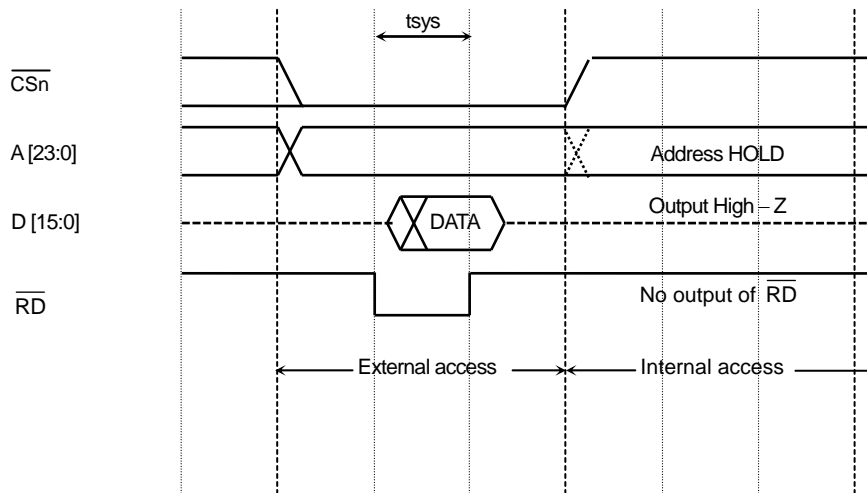 tsys
CSn
A [23:0]
Address HOLD
D [15:0]
DATA
Output High – Z
RD
No output of RD
External access
Internal access